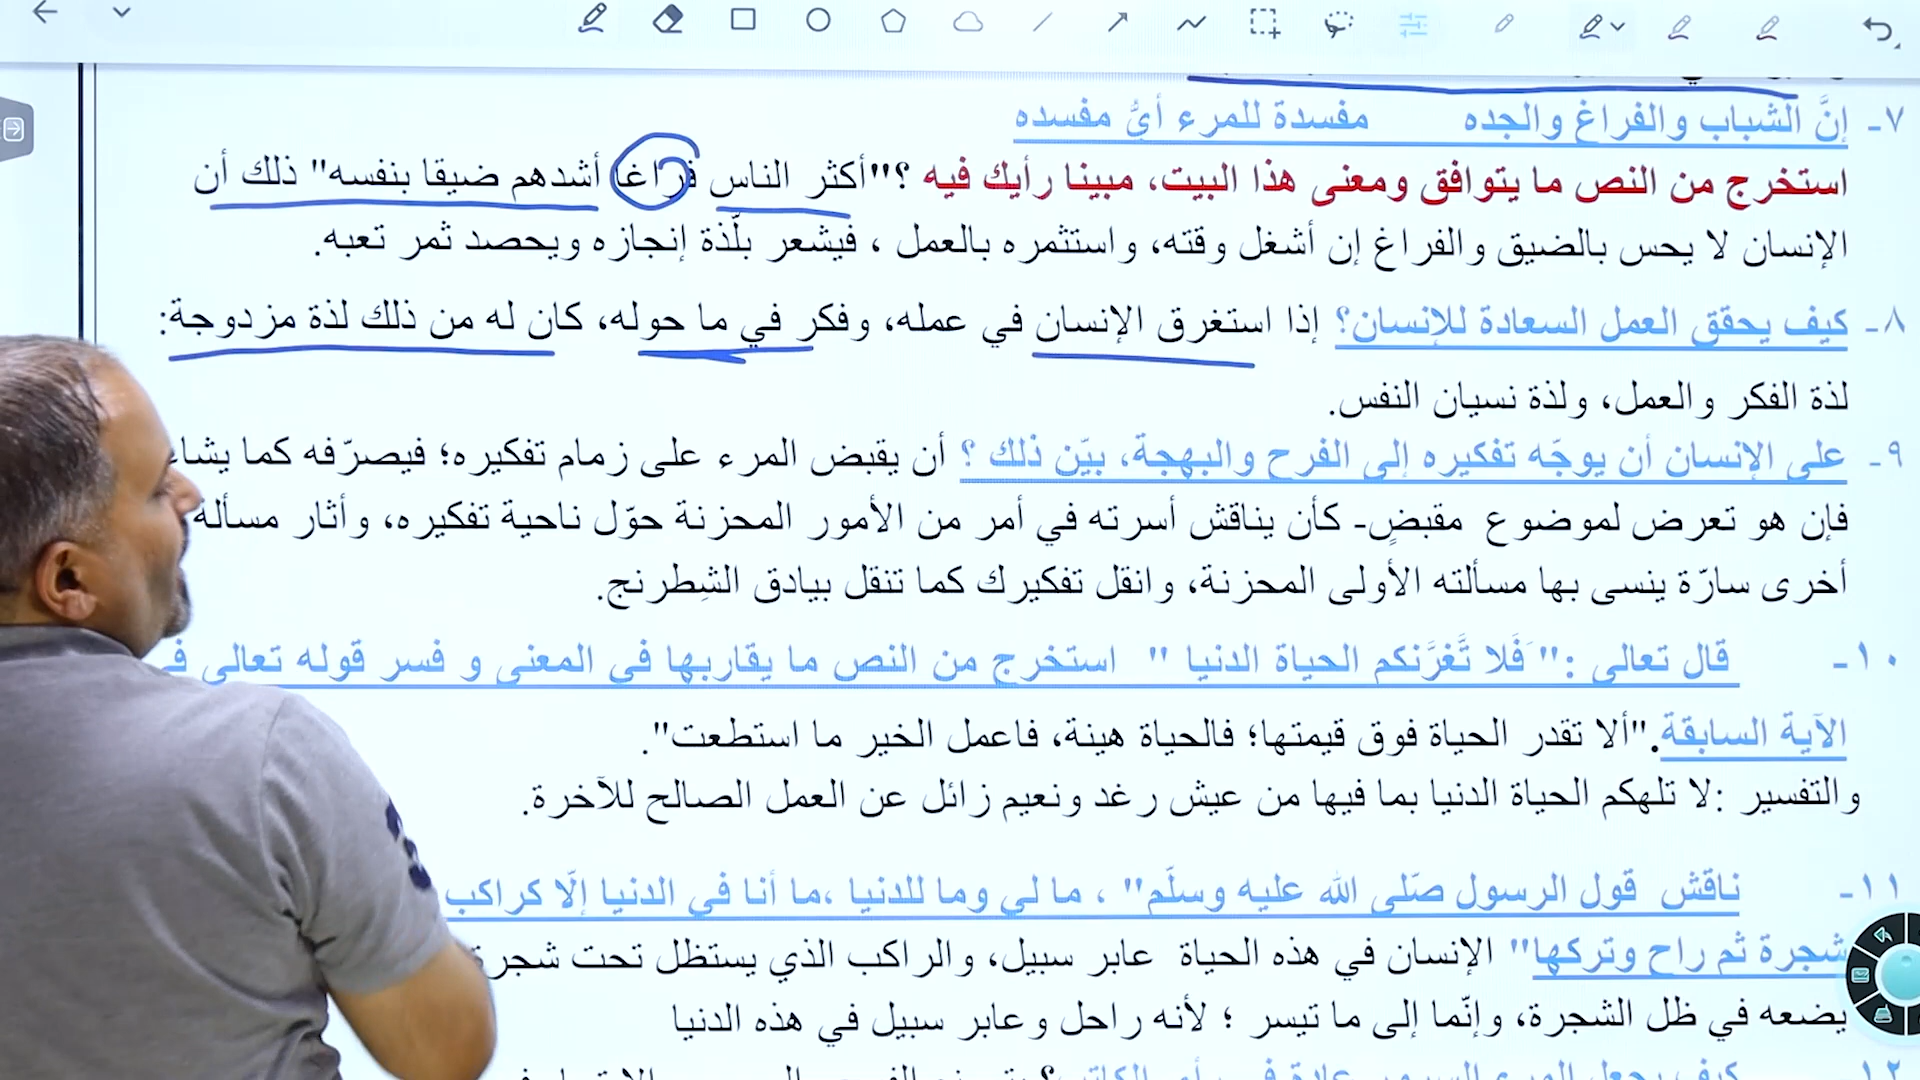 ٧- إنَّ الشباب والفراغ والجده مفسدة للمرء أيُّ مفسده
استخرج من النص ما يتوافق ومعنى هذا البيت، مبينا رأيك فيه ؟"أكثر الناس فراغا أشدهم ضيقا بنفسه" ذلك أن
الإنسان لا يحس بالضيق والفراغ إن أشغل وقته، واستثمره بالعمل ، فيشعر بلّذة إنجازه ويحصد ثمر تعبه.
٨- كيف يحقق العمل السعادة للإنسان؟ إذا استغرق الإنسان في عمله، وفكر في ما حوله، كان له من ذلك لذة مزدوجة:
لذة الفكر والعمل، ولذة نسيان النفس.
٩- على الإنسان أن يوجّه تفكيره إلى الفرح والبهجة، بيّن ذلك ؟ أن يقبض المرء على زمام تفكيره؛ فيصرّفه كما يشاء
فإن هو تعرض لموضوع مقبضٍ- كأن يناقش أسرته في أمر من الأمور المحزنة حوّل ناحية تفكيره، وأثار مسألة
أخرى سارّة ينسى بها مسألته الأولى المحزنة، وانقل تفكيرك كما تنقل بيادق الشِطرنج.
١٠- قال تعالى :" فَلا تَّغرَّنكم الحياة الدنيا " استخرج من النص ما يقاربها في المعنى و فسر قوله تعالى
الآية السابقة."ألا تقدر الحياة فوق قيمتها؛ فالحياة هينة، فاعمل الخير ما استطعت".
والتفسير :لا تلهكم الحياة الدنيا بما فيها من عيش رغد ونعيم زائل عن العمل الصالح للآخرة.
١١- ناقش قول الرسول صّلى الله عليه وسلّم" ، ما لي وما للدنيا ،ما أنا في الدنيا إلّا كراكب
شجرة ثم راح وتركها" الإنسان في هذه الحياة عابر سبيل، والراكب الذي يستظل تحت شجرة
يضعه في ظل الشجرة، وإنّما إلى ما تيسر ؛ لأنه راحل وعابر سبيل في هذه الدنيا
١٢-